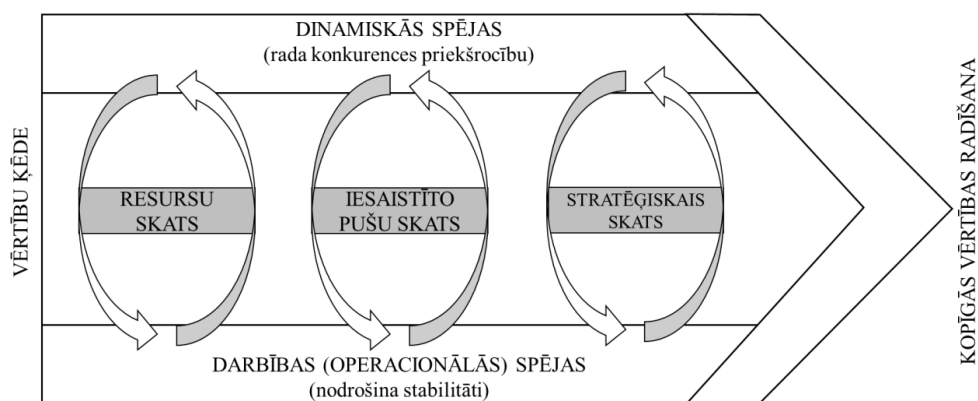 DINAMISKĀS SPĒJAS
(rada konkurences priekšrocību)
VĒRTĪBU ĶĒDE
RESURSU
SKATS
IESAISTĪTO
PUŠU SKATS
STRATĒĢISKAIS
SKATS
KOPĪGĀS VĒRTĪBAS RADĪŠANA
DARBĪBAS (OPERACIONĀLĀS) SPĒJAS
(nodrošina stabilitāti)